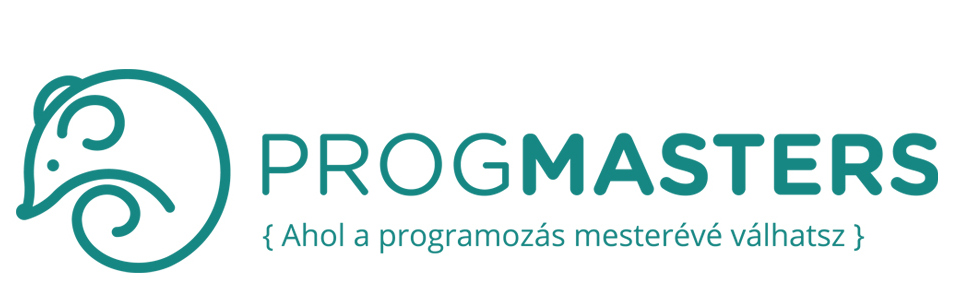 PROGMASTERS
{ Ahol a programozás mesterévé válhatsz }